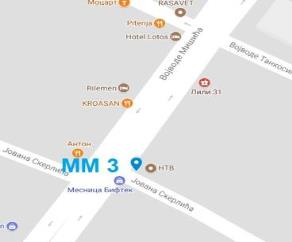 Моцарт
RASAVET
Pitenja
Hotel Lotos
Војводе Мишића
Војводе Танкоси
Rilemen
KROASAN
Лили 31
Антон
Јована Скерлића
ММ 3
НТВ
Месница Бифтек
Јована Скерлића